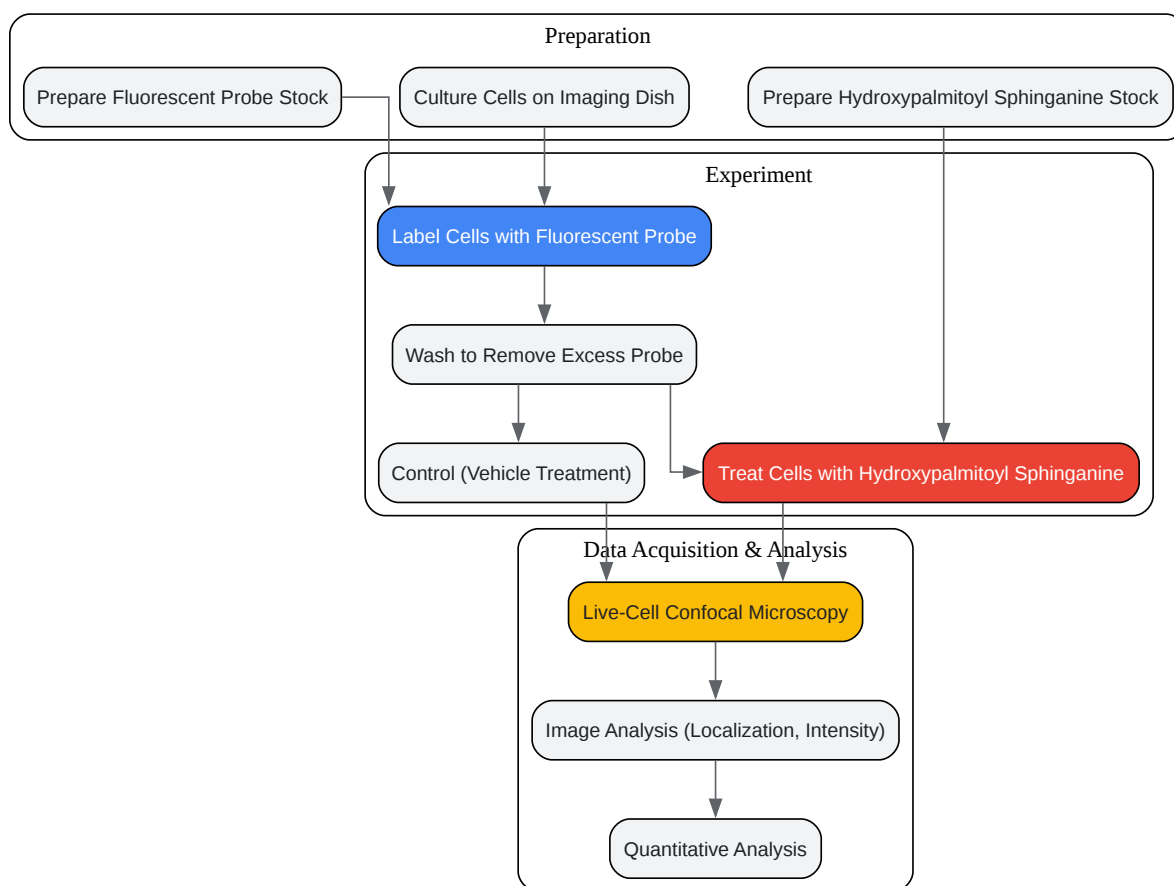 Preparation
Prepare Fluorescent Probe Stock
Culture Cells on Imaging Dish
Prepare Hydroxypalmitoyl Sphinganine Stock
Experiment
Label Cells with Fluorescent Probe
Wash to Remove Excess Probe
Control (Vehicle Treatment)
Treat Cells with Hydroxypalmitoyl Sphinganine
Data Acquisition & Analysis
Live-Cell Confocal Microscopy
Image Analysis (Localization, Intensity)
Quantitative Analysis